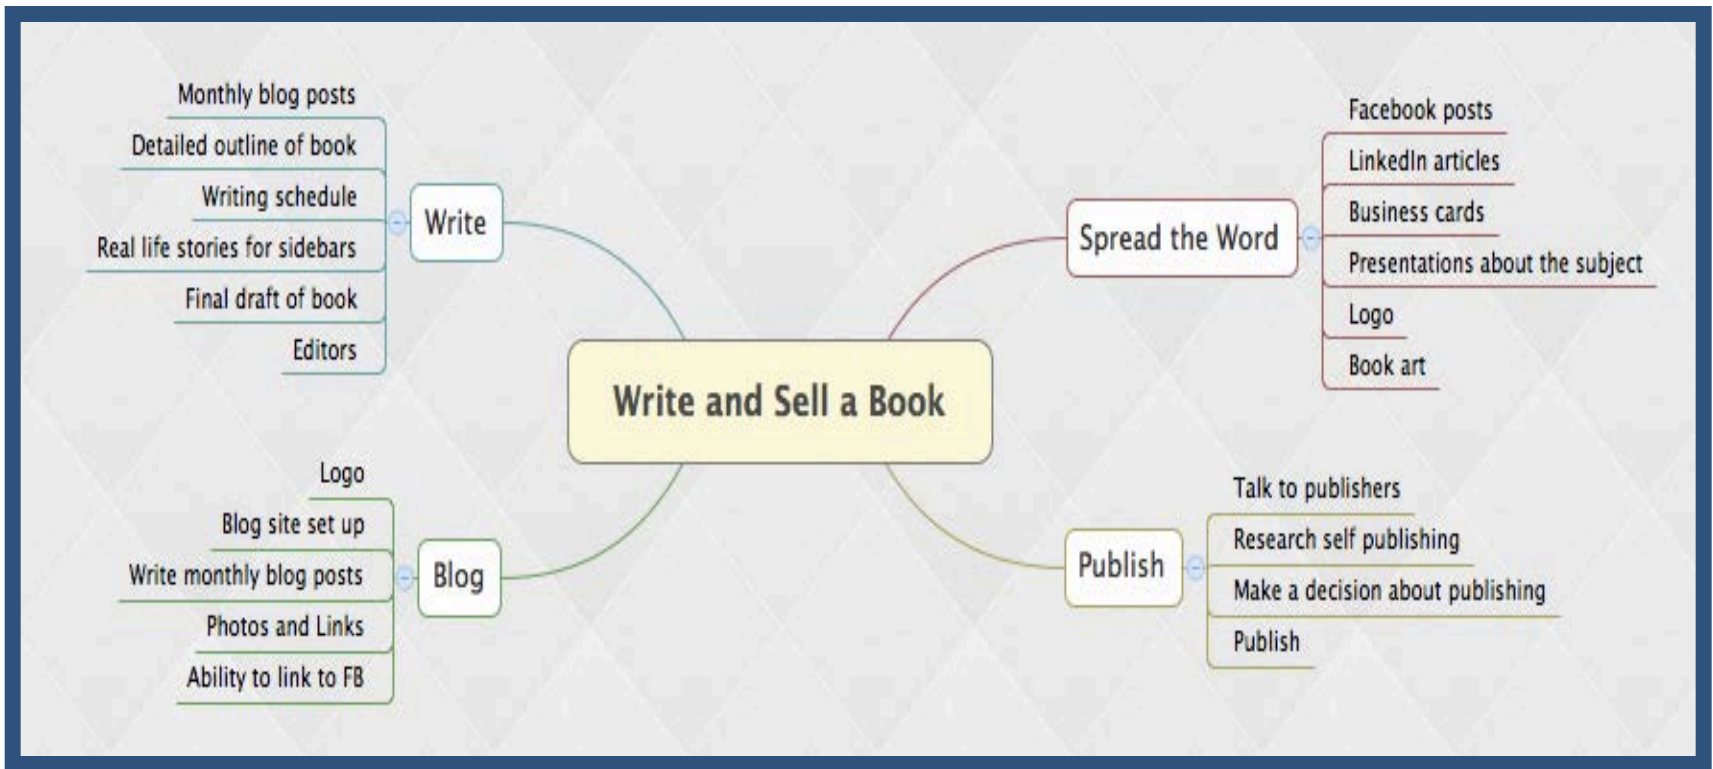 Monthly blog posts
Detailed outline of book
Writing schedule
Real life stories for sidebars
Final draft of book
Editors
Write
Logo
Blog site set up
Write monthly blog posts
Photos and Links
Ability to link to FB
Blog
Write and Sell a Book
Spread the Word
Facebook posts
LinkedIn articles
Business cards
Presentations about the subject
Logo
Book art
Publish
Talk to publishers
Research self publishing
Make a decision about publishing
Publish